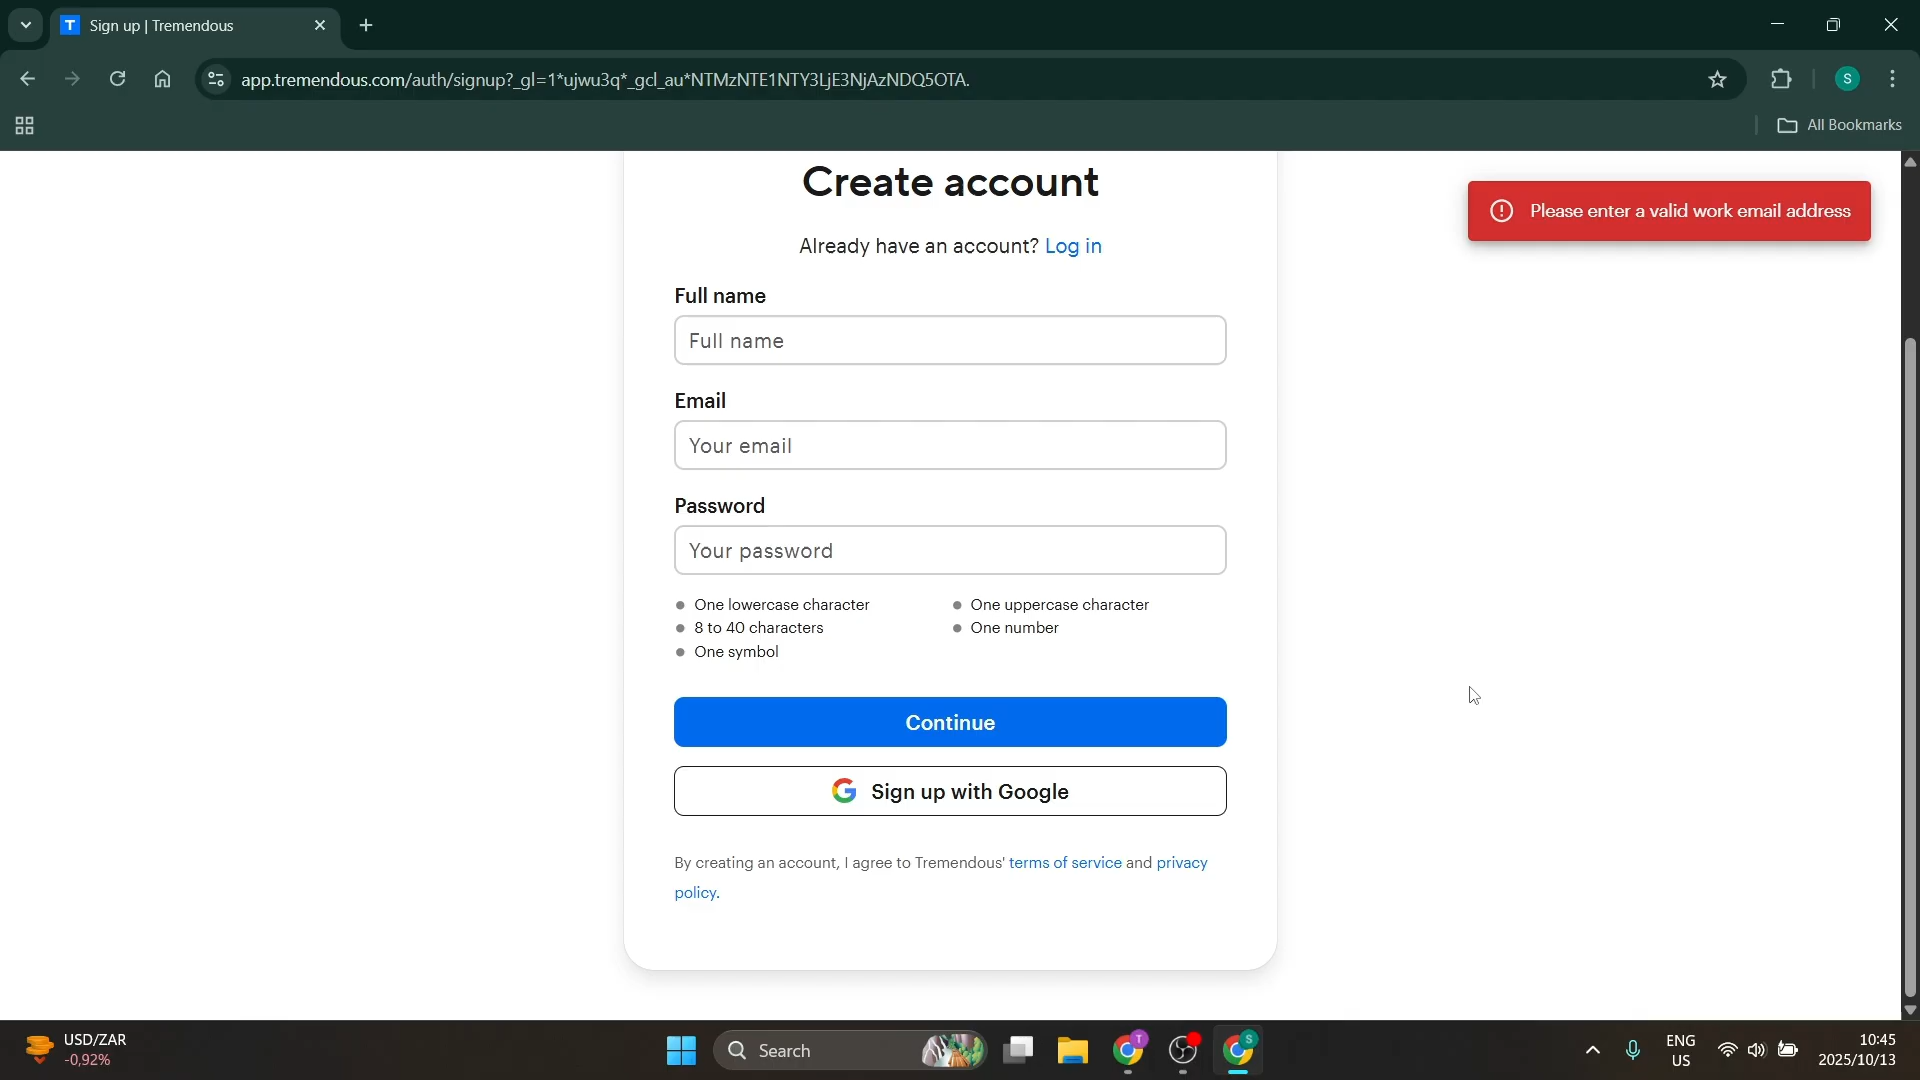 T Sign up | Tremendous
app.tremendous.com/auth/signup?_gl=1*ujwu3q*_gcl_au*NTMzNTE1NTY3LjE3NjAzNDQ5OTA.
S
All Bookmarks
Create account
Please enter a valid work email address
Already have an account? Log in
Full name
Full name
Email
Your email
Password
Your password
One lowercase character
One uppercase character
8 to 40 characters
One number
One symbol
Continue
Sign up with Google
By creating an account, I agree to Tremendous' terms of service and privacy
policy.
USD/ZAR
-0,92%
Search
T
S
ENG
US
10:45
2025/10/13